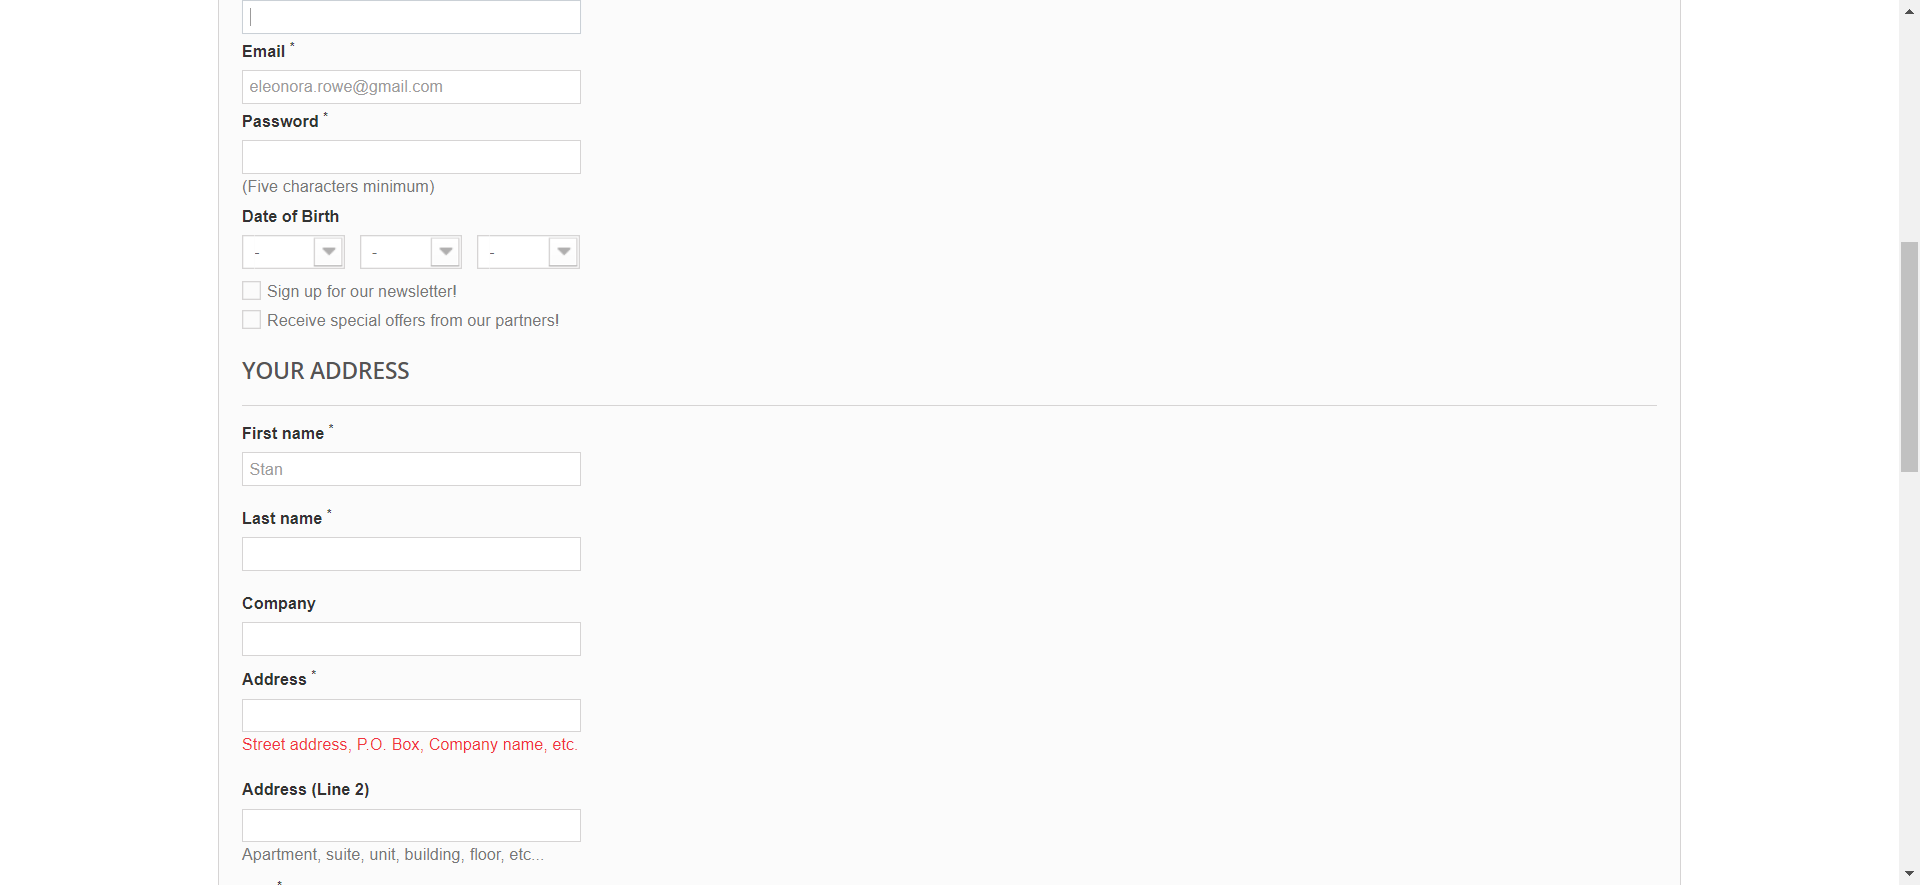 Email *
eleonora.rowe@gmail.com
Password *
(Five characters minimum)
Date of Birth
- - -
Sign up for our newsletter!
Receive special offers from our partners!
YOUR ADDRESS
First name *
Stan
Last name *
Company
Address *
Street address, P.O. Box, Company name, etc.
Address (Line 2)
Apartment, suite, unit, building, floor, etc...
*